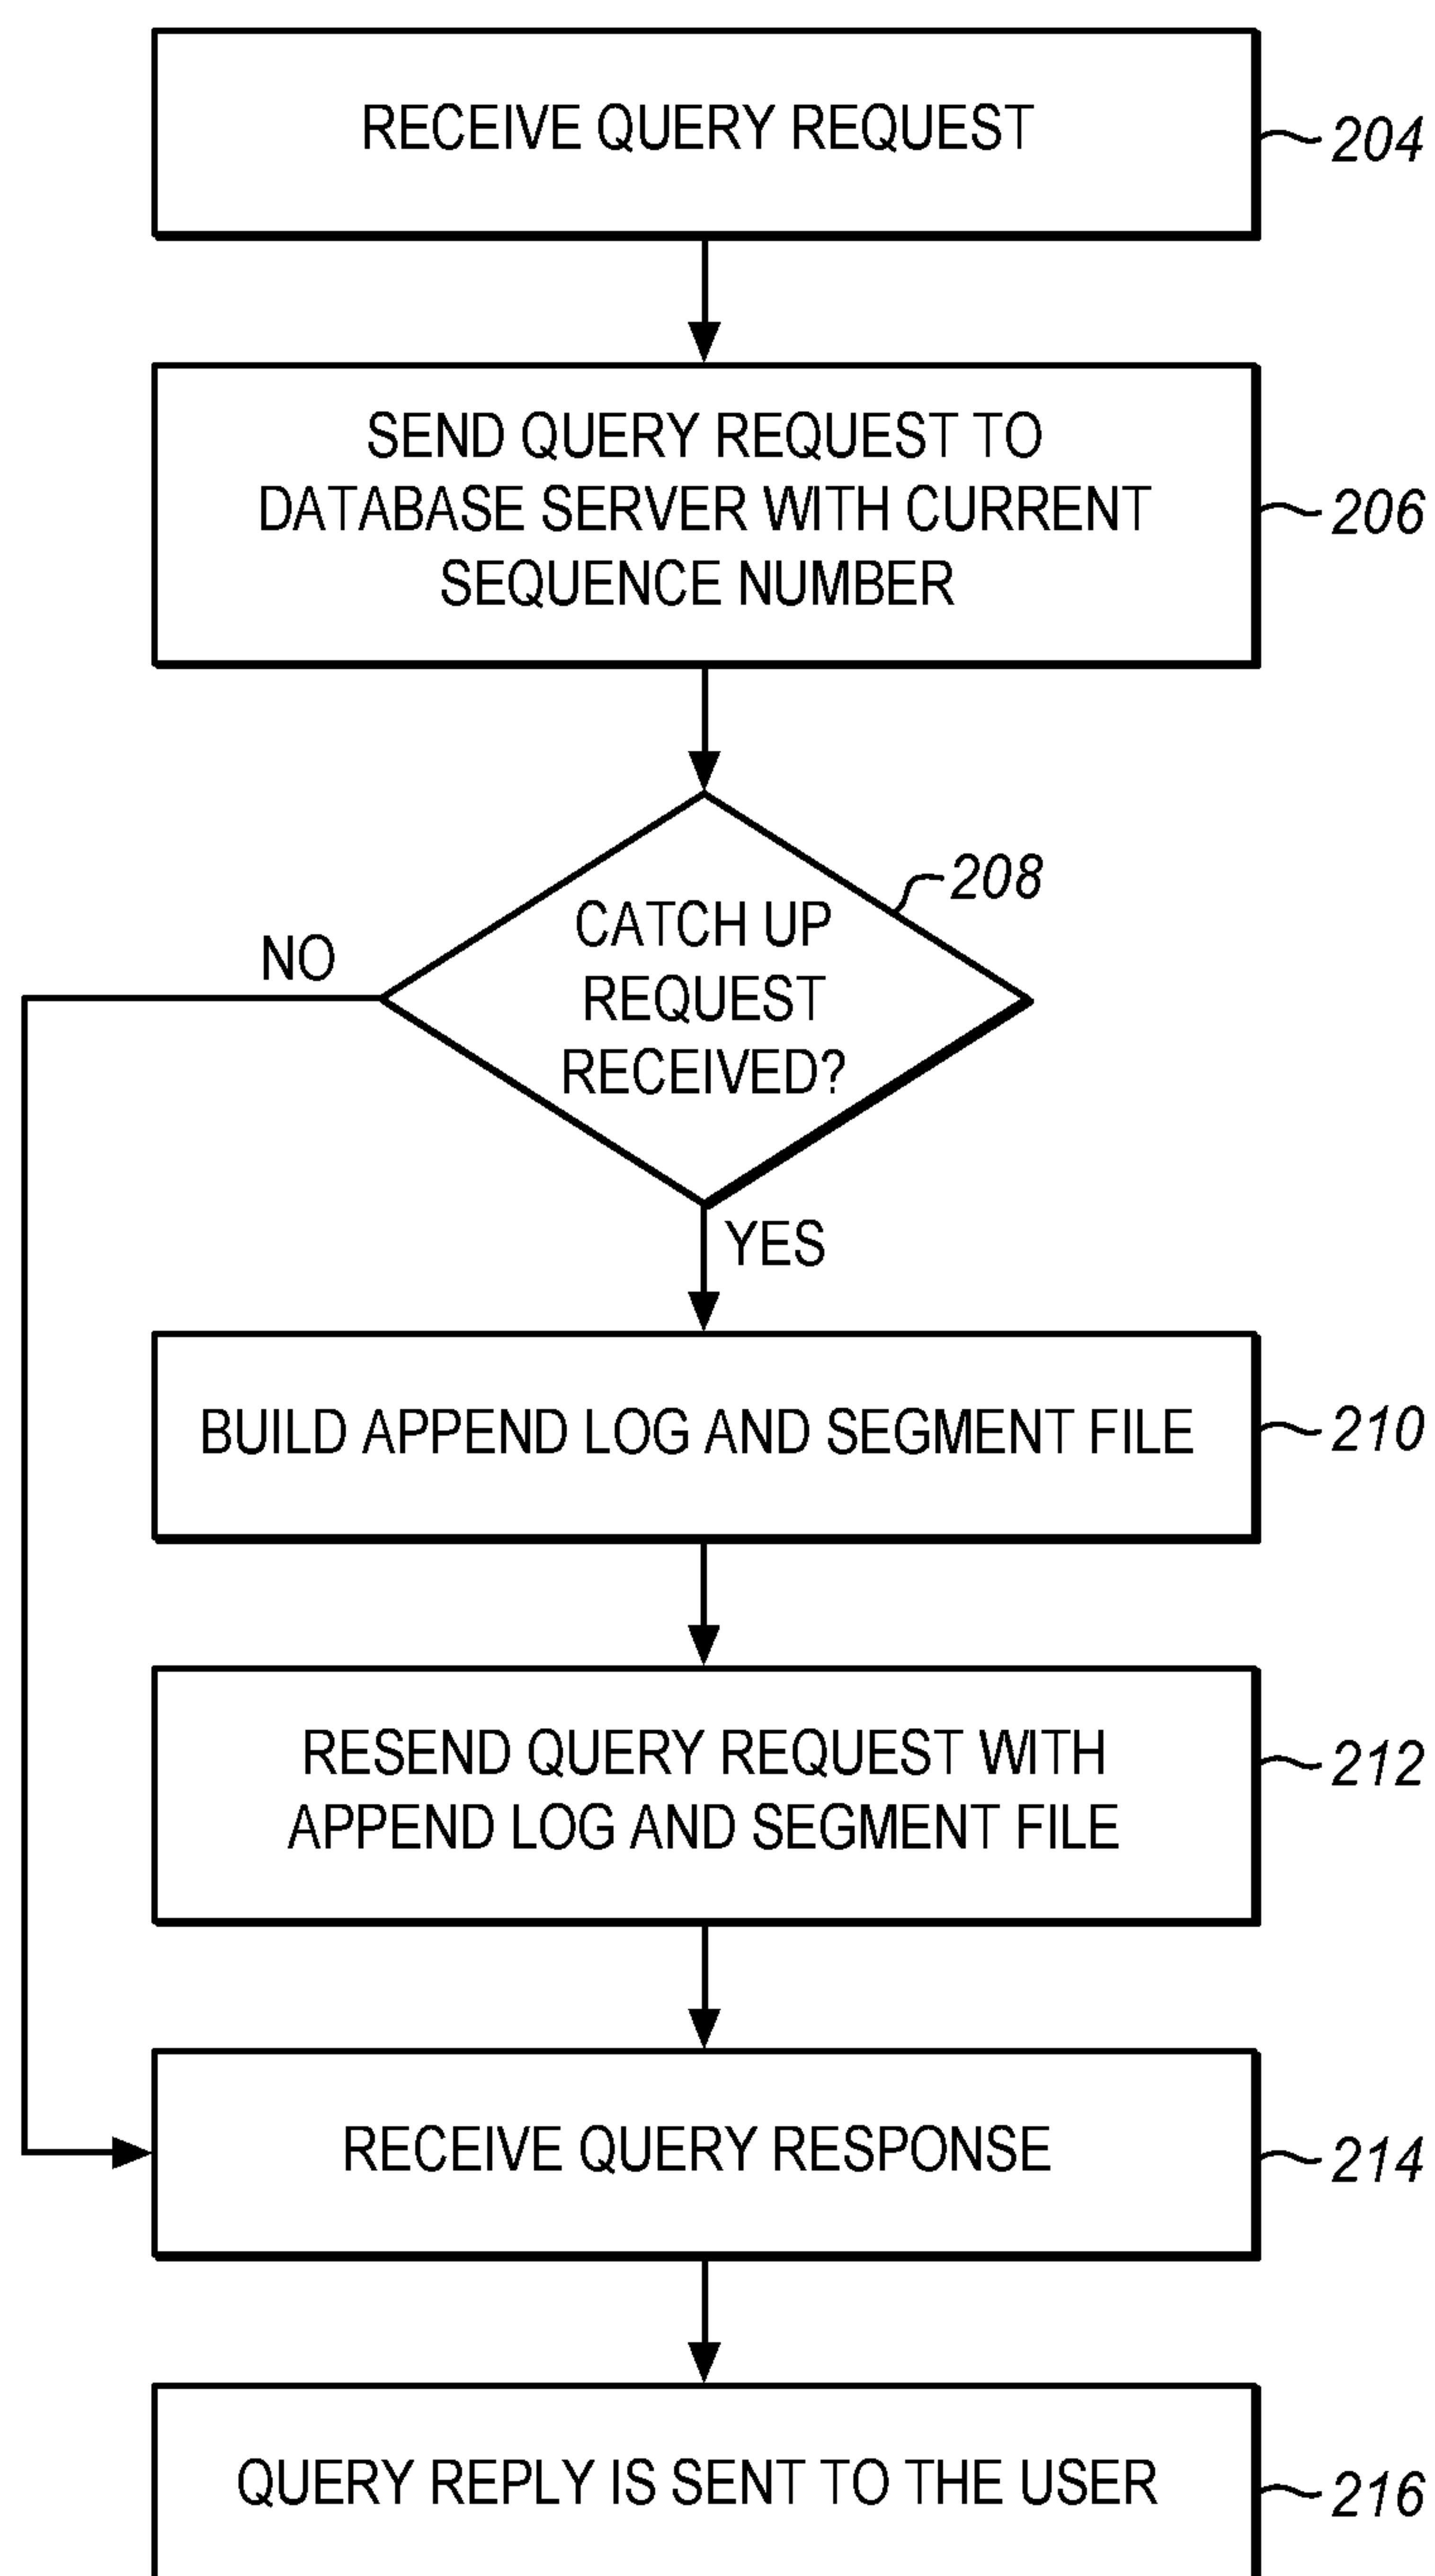 RECEIVE QUERY REQUEST
204
SEND QUERY REQUEST TO
DATABASE SERVER WITH CURRENT
SEQUENCE NUMBER
206
208
CATCH UP
REQUEST
RECEIVED?
NO
YES
BUILD APPEND LOG AND SEGMENT FILE
210
RESEND QUERY REQUEST WITH
APPEND LOG AND SEGMENT FILE
212
RECEIVE QUERY RESPONSE
214
QUERY REPLY IS SENT TO THE USER
216